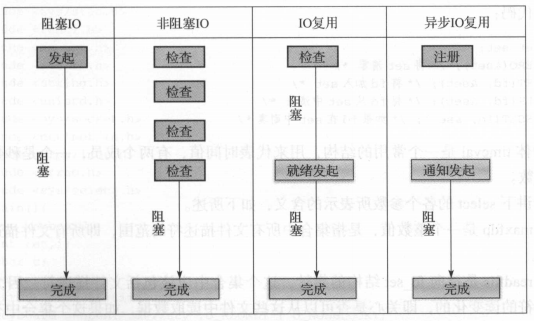 阻塞IO 非阻塞IO IO复用 异步IO复用
发起 检查 检查 注册
检查
阻塞
检查
阻塞
检查 就绪发起 通知发起
阻塞 阻塞 阻塞
完成 完成 完成 完成